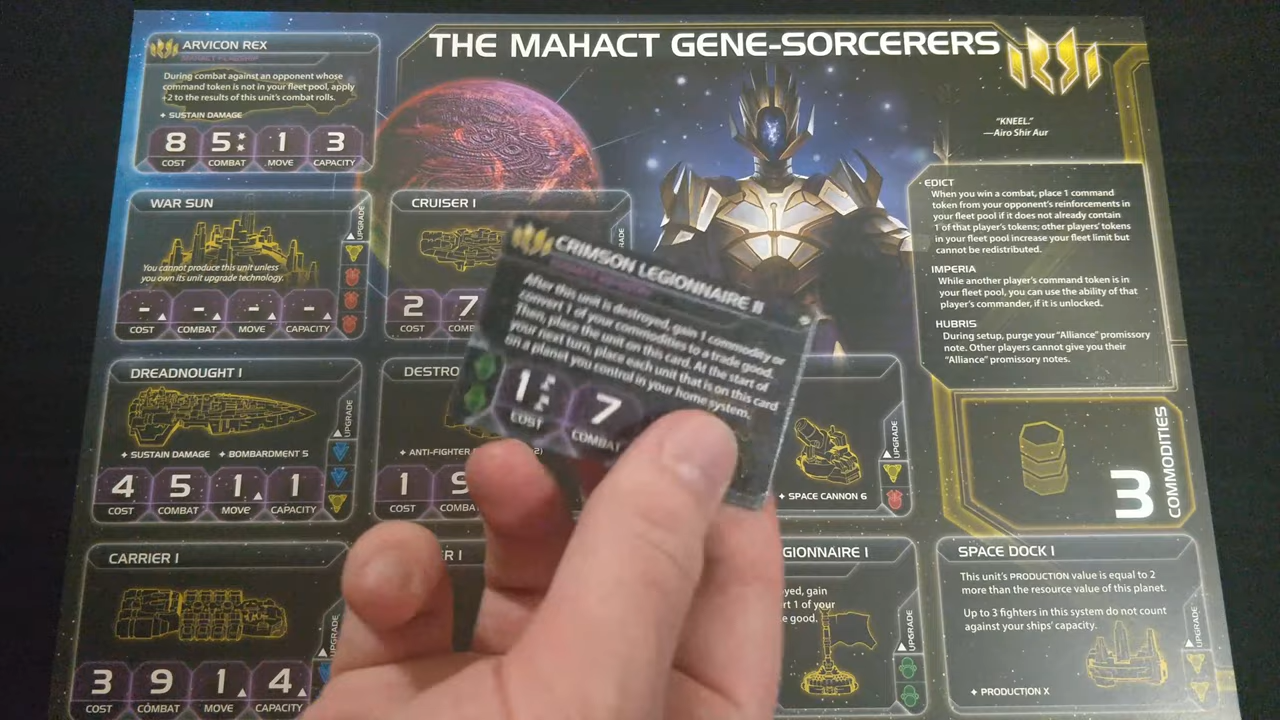 THE MAHACT GENE-SORCERERS
ARVICON REX
During combat against an opponent whose
command token is not in your fleet pool, apply
+2 to the results of this unit's combat rolls.
+ SUSTAIN DAMAGE
8 5 1 3
COST COMBAT MOVE CAPACITY
"KNEEL."
—Airo Shir Aur
EDICT
When you win a combat, place 1 command
token from your opponent's reinforcements in
your fleet pool if it does not already contain
1 of that player's tokens; other players' tokens
in your fleet pool increase your fleet limit but
cannot be redistributed.
IMPERIA
While another player's command token is in
your fleet pool, you can use the ability of that
player's commander, if it is unlocked.
HUBRIS
During setup, purge your "Alliance" promissory
note. Other players cannot give you their
"Alliance" promissory notes.
WAR SUN
UPGRADE
You cannot produce this unit unless
you own its unit upgrade technology.
- - - -
COST COMBAT MOVE CAPACITY
CRUISER I
2 7
COST COMB
CRIMSON LEGIONNAIRE II
After this unit is destroyed, gain 1 commodity or
convert 1 of your commodities to a trade good.
Then, place the unit on this card. At the start of
your next turn, place each unit that is on this card
on a planet you control in your home system.
1 7
COST COMBAT
DREADNOUGHT I
UPGRADE
+ SUSTAIN DAMAGE + BOMBARDMENT 5
4 5 1 1
COST COMBAT MOVE CAPACITY
DESTRO
+ ANTI-FIGHTER
1 9
COST COMBA
UPGRADE
+ SPACE CANNON 6
3
COMMODITIES
CARRIER I
3 9 1 4
COST COMBAT MOVE CAPACITY
ER I
GIONNAIRE I
yed, gain
rt 1 of your
e good.
UPGRADE
SPACE DOCK I
This unit's PRODUCTION value is equal to 2
more than the resource value of this planet.
Up to 3 fighters in this system do not count
against your ships' capacity.
UPGRADE
+ PRODUCTION X